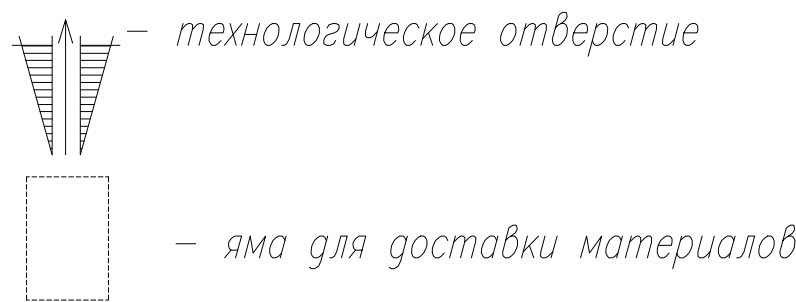 – технологическое отверстие
– яма для доставки материалов